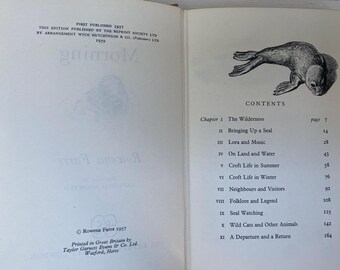 FIRST PUBLISHED 1957
THIS EDITION PUBLISHED BY THE REPRINT SOCIETY LTD
BY ARRANGEMENT WITH HUTCHINSON & CO. (Publishers) LTD
1959
Morning
© ROWENA FARRE 1957
Printed in Great Britain by
Taylor Garnett Evans & Co. Ltd
Watford, Herts
CONTENTS
Chapter I The Wilderness page 7
II Bringing Up a Seal 14
III Lora and Music 28
IV On Land and Water 43
V Croft Life in Summer 58
VI Croft Life in Winter 76
VII Neighbours and Visitors 92
VIII Folklore and Legend 108
IX Seal Watching 125
X Wild Cats and Other Animals 142
XI A Departure and a Return 164